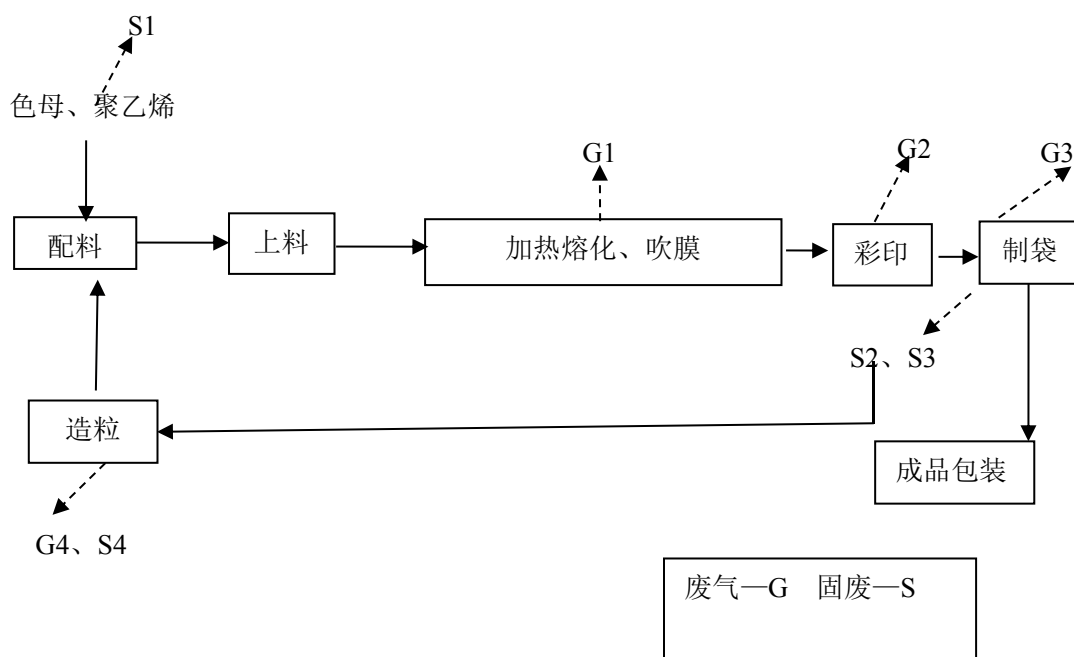 S1
色母、聚乙烯
G1
G2
G3
配料
上料
加热熔化、吹膜
彩印
制袋
S2、S3
造粒
成品包装
G4、S4
废气—G 固废—S